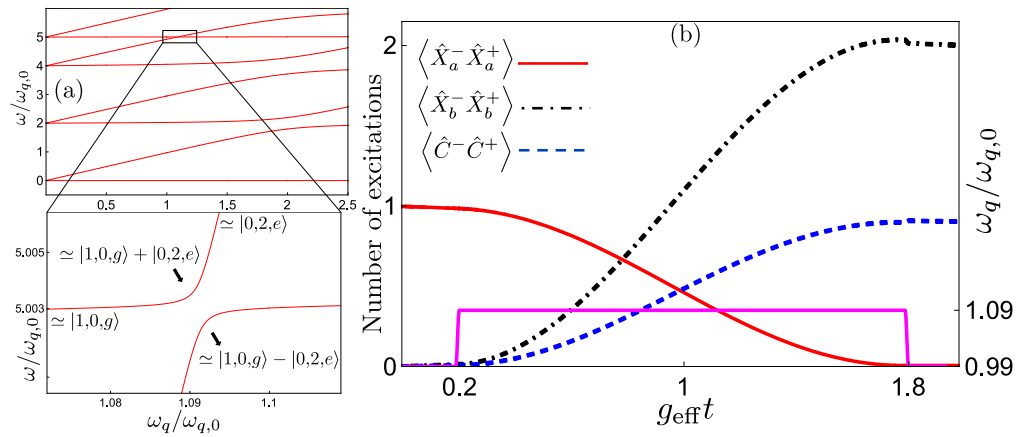 (a)
ω/ω_{q,0}
5
4
2
0
0.5 1 1.5 2 2.5
≃|0,2,e⟩
≃|1,0,g⟩+|0,2,e⟩
≃|1,0,g⟩
≃|1,0,g⟩−|0,2,e⟩
5.005
5.003
ω/ω_{q,0}
1.08 1.09 1.1
ω_q/ω_{q,0}
(b)
⟨X̂_a^- X̂_a^+⟩
⟨X̂_b^- X̂_b^+⟩
⟨Ĉ^- Ĉ^+⟩
Number of excitations
2
1
0
0.2 1 1.8
g_{eff}t
ω_q/ω_{q,0}
1.09
0.99